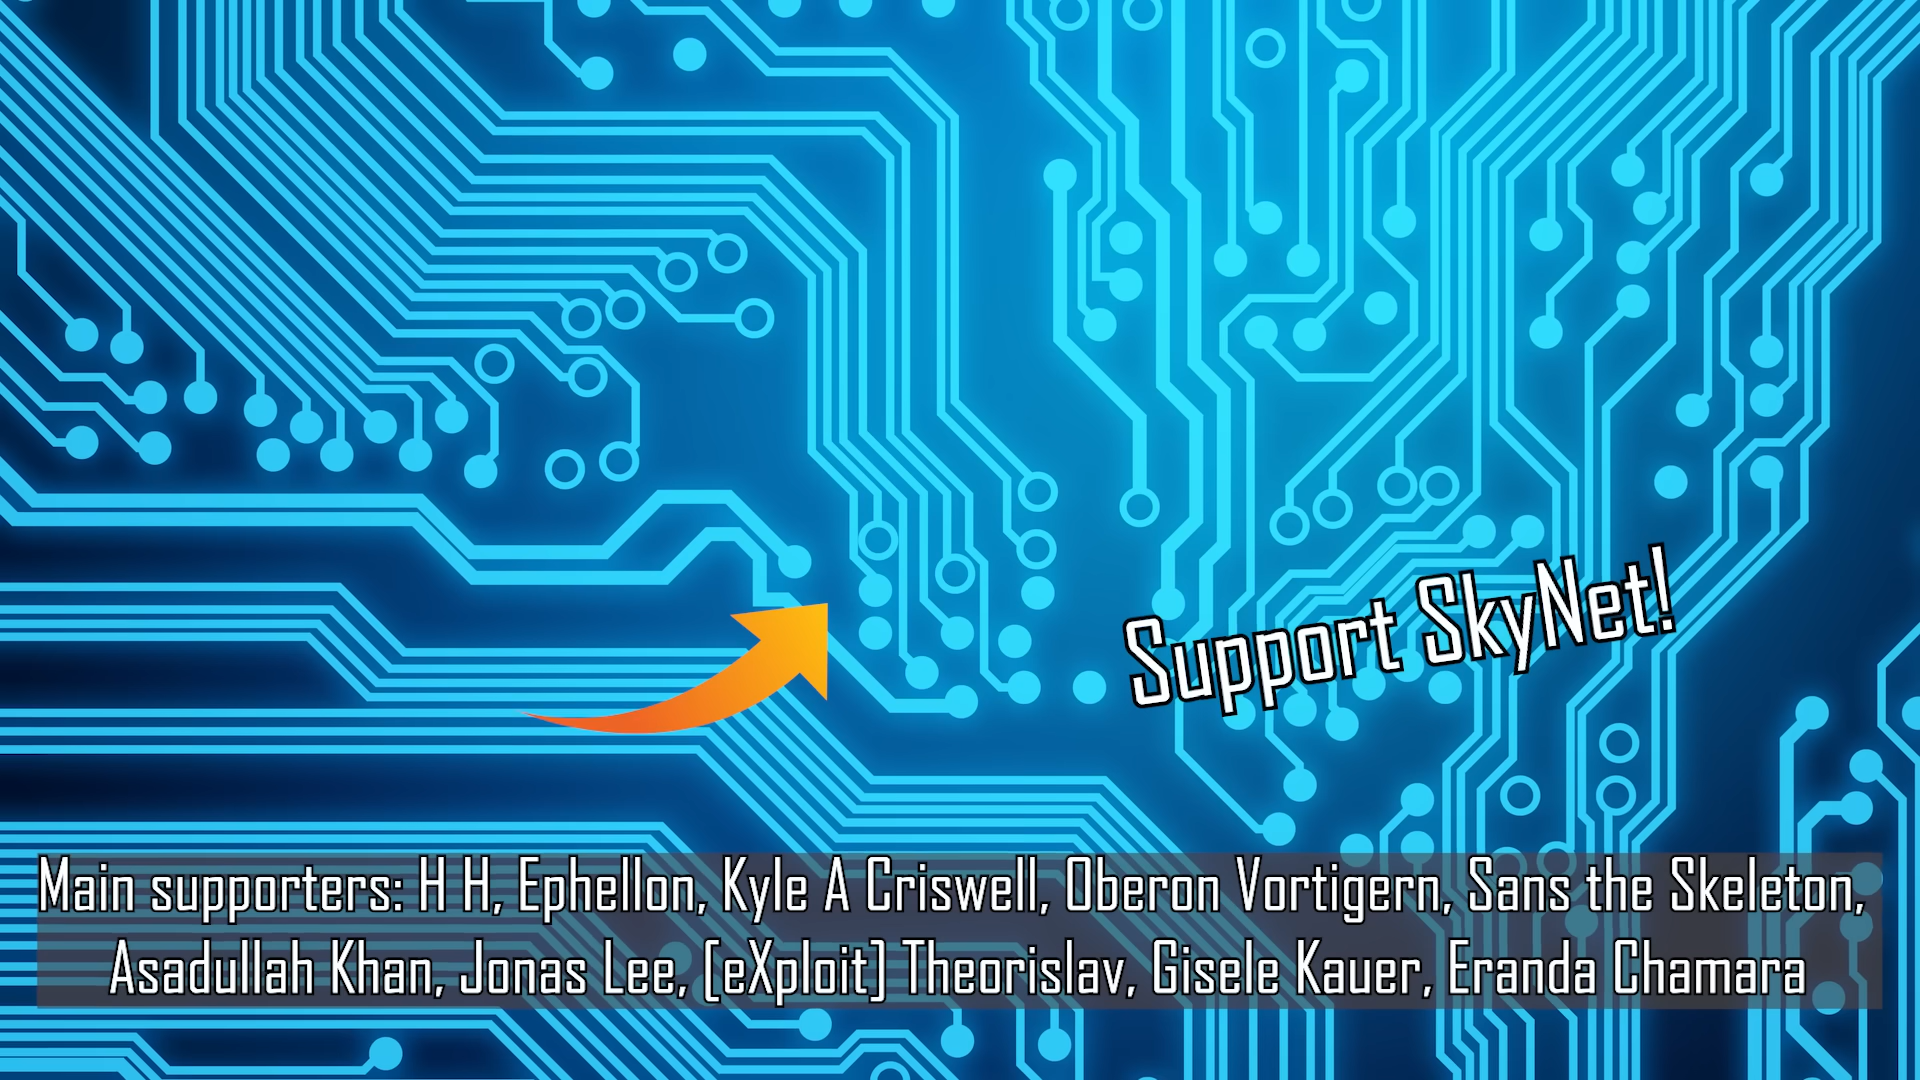 Support SkyNet!
Main supporters: H H, Ephellon, Kyle A Criswell, Oberon Vortigern, Sans the Skeleton,
Asadullah Khan, Jonas Lee, [eXploit] Theorislav, Gisele Kauer, Eranda Chamara